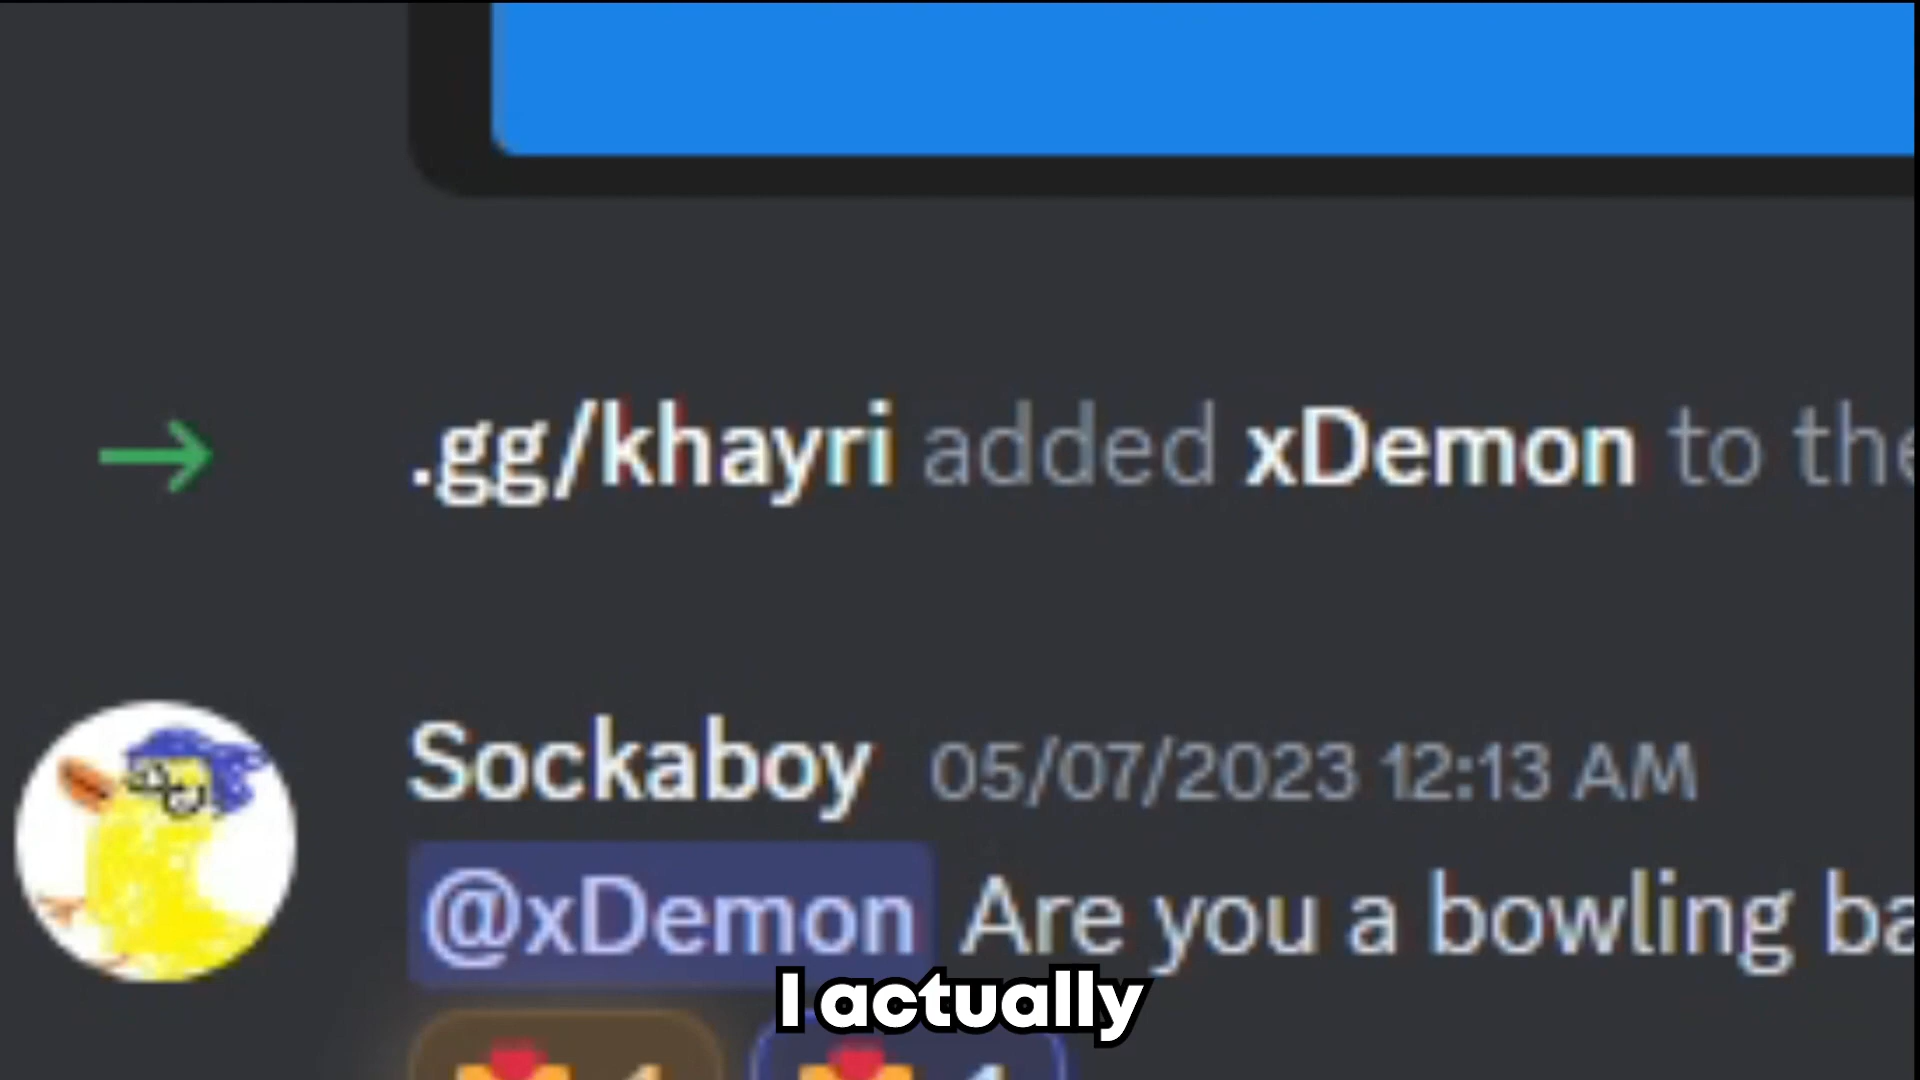 .gg/khayri added xDemon to the
Sockaboy 05/07/2023 12:13 AM
@xDemon Are you a bowling ba
I actually